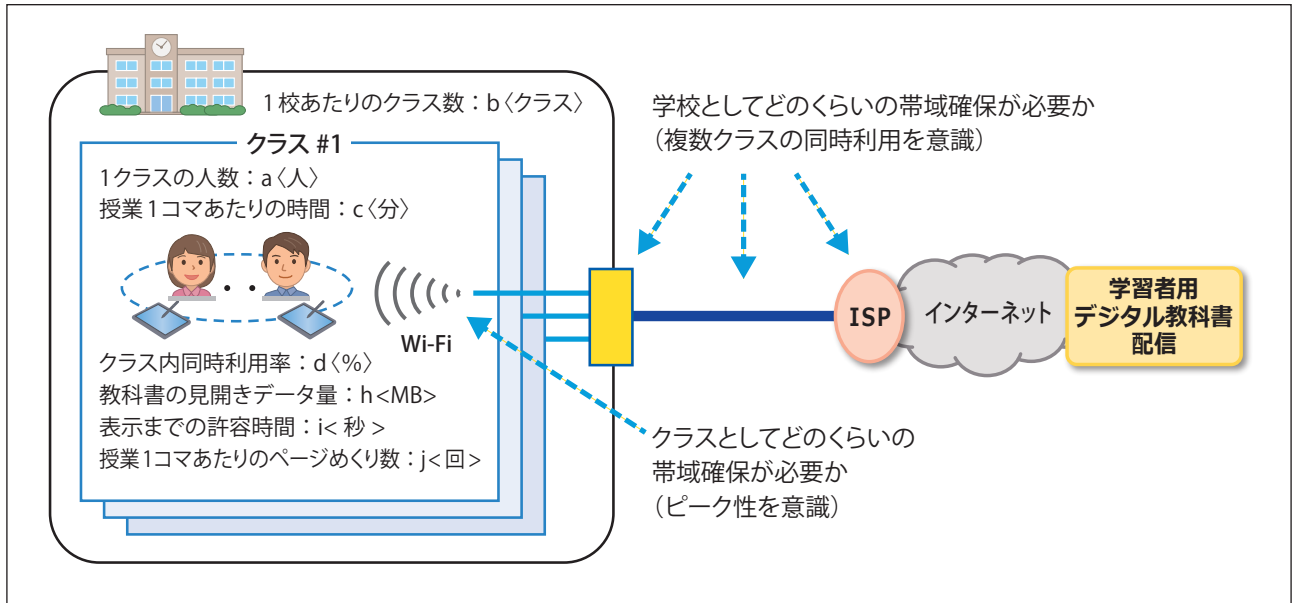 1校あたりのクラス数：b〈クラス〉
クラス #1
1クラスの人数：a〈人〉
授業1コマあたりの時間：c〈分〉
Wi-Fi
クラス内同時利用率：d〈%〉
教科書の見開きデータ量：h<MB>
表示までの許容時間：i< 秒 >
授業1コマあたりのページめくり数：j<回>
学校としてどのくらいの帯域確保が必要か
（複数クラスの同時利用を意識）
ISP
インターネット
学習者用
デジタル教科書
配信
クラスとしてどのくらいの
帯域確保が必要か
（ピーク性を意識）